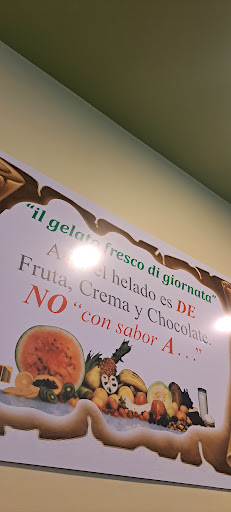 "il gelato fresco di giornata"
A el helado es DE
Fruta, Crema y Chocolate.
NO "con sabor A..."